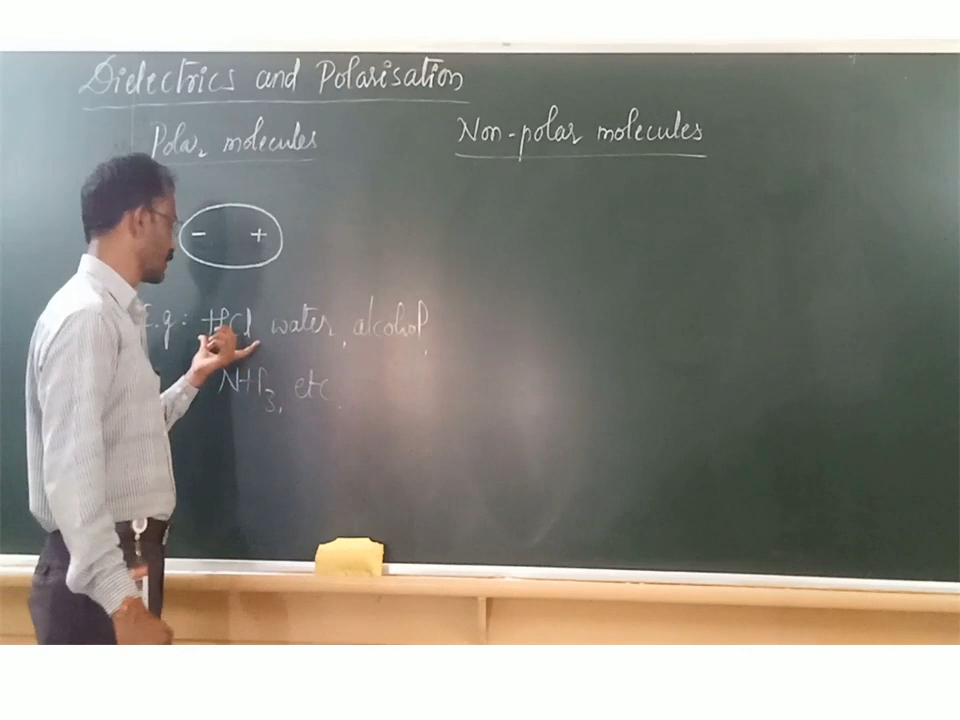 Dielectrics and Polarisation
Polar molecules
Non-polar molecules
- +
E.g: HCl water, alcohol,
NH3, etc.